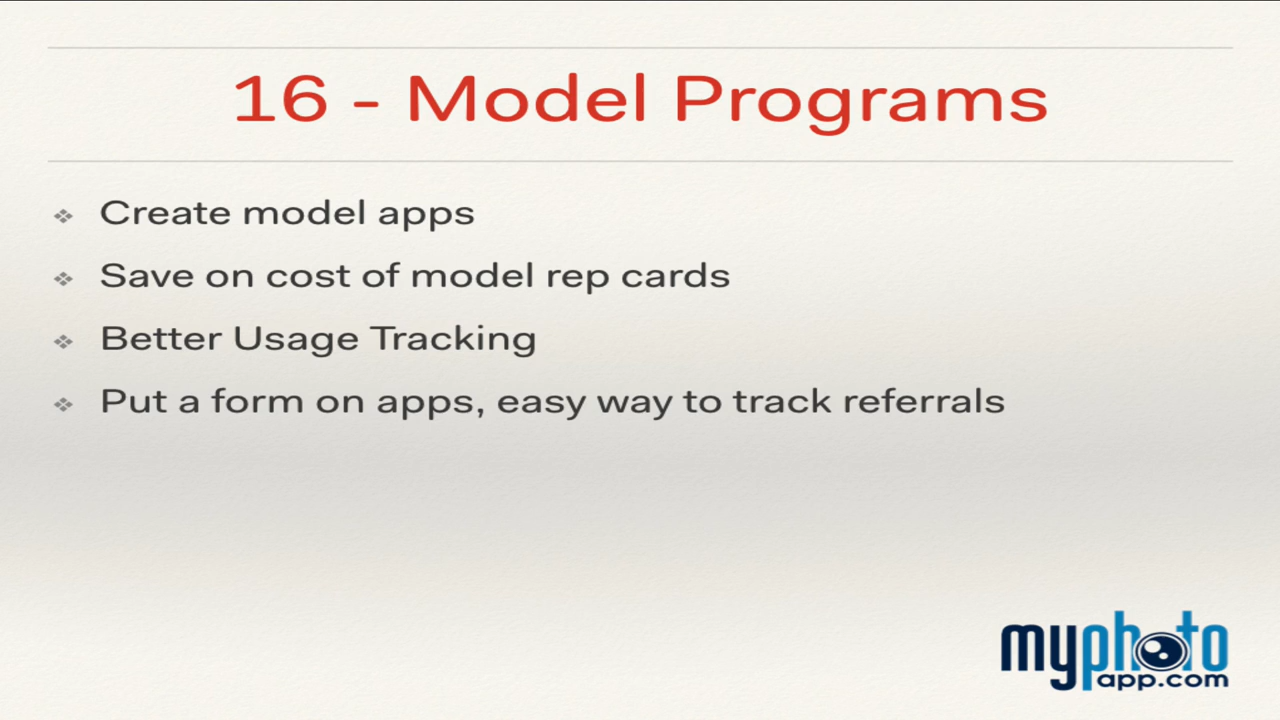 16 - Model Programs
Create model apps
Save on cost of model rep cards
Better Usage Tracking
Put a form on apps, easy way to track referrals
myphoto
app.com